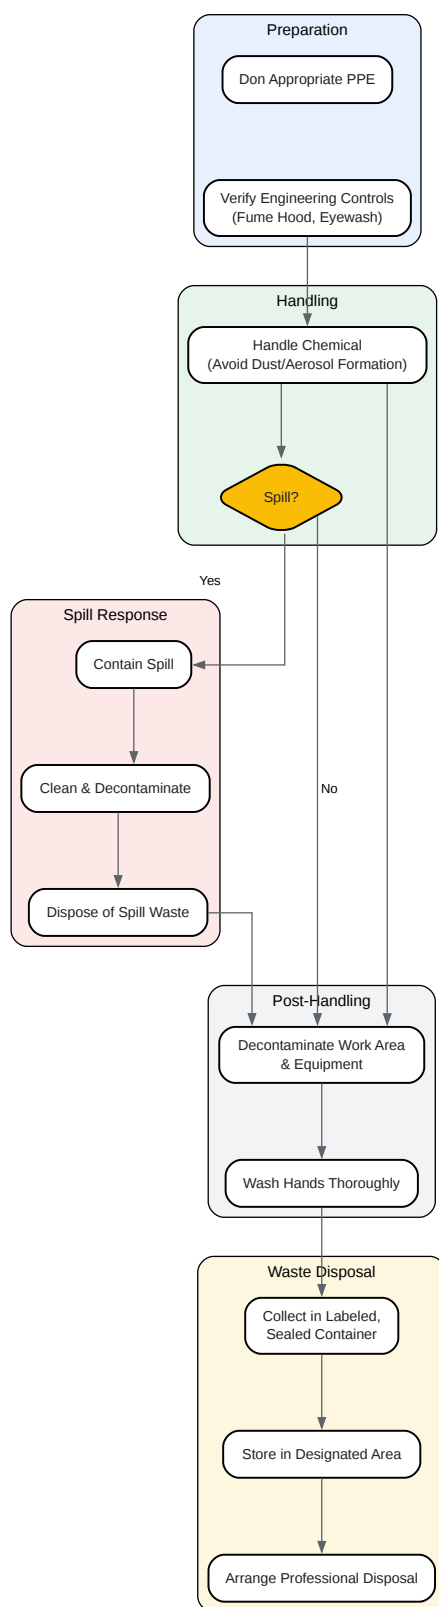 Preparation
Don Appropriate PPE
Verify Engineering Controls
(Fume Hood, Eyewash)
Handling
Handle Chemical
(Avoid Dust/Aerosol Formation)
Spill?
Yes
Spill Response
Contain Spill
Clean & Decontaminate
No
Dispose of Spill Waste
Post-Handling
Decontaminate Work Area
& Equipment
Wash Hands Thoroughly
Waste Disposal
Collect in Labeled,
Sealed Container
Store in Designated Area
Arrange Professional Disposal